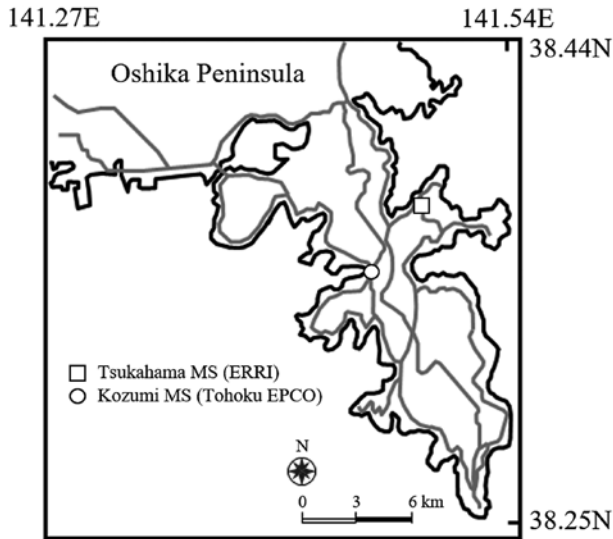 141.27E
141.54E
38.44N
Oshika Peninsula
Tsukahama MS (ERRI)
Kozumi MS (Tohoku EPCO)
N
0 3 6 km
38.25N